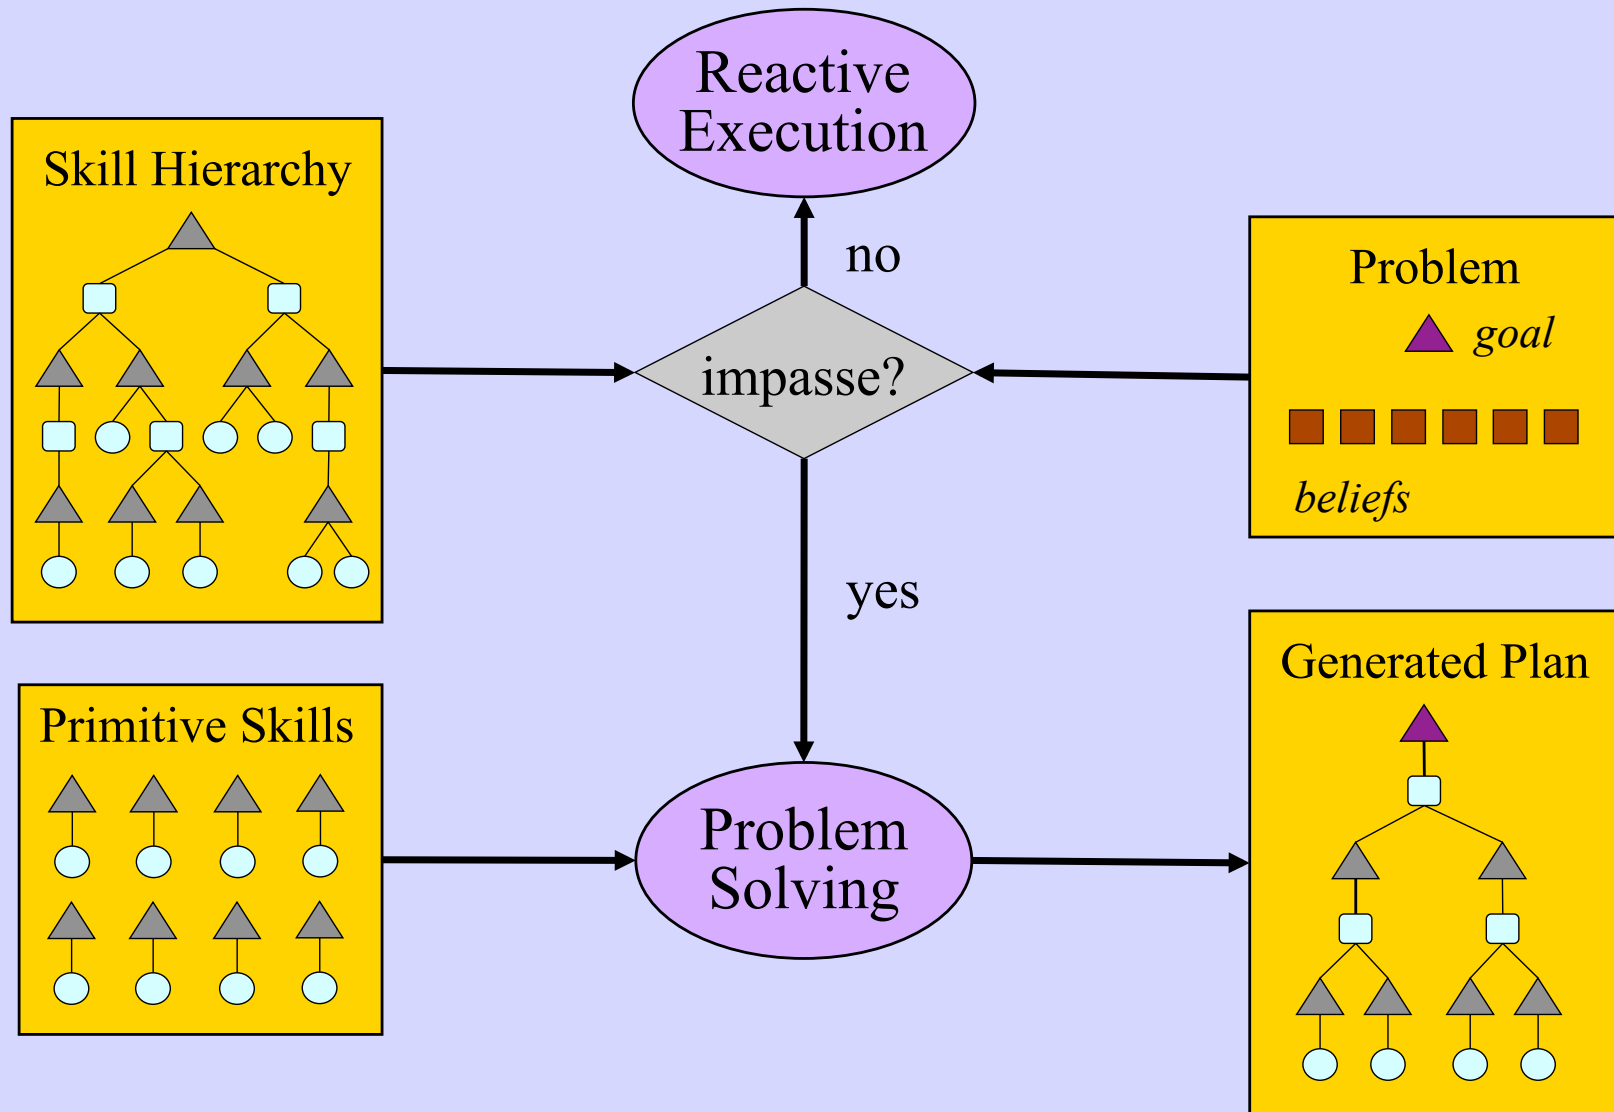 Reactive
Execution
Skill Hierarchy
no
Problem
goal
impasse?
beliefs
yes
Generated Plan
Primitive Skills
Problem
Solving